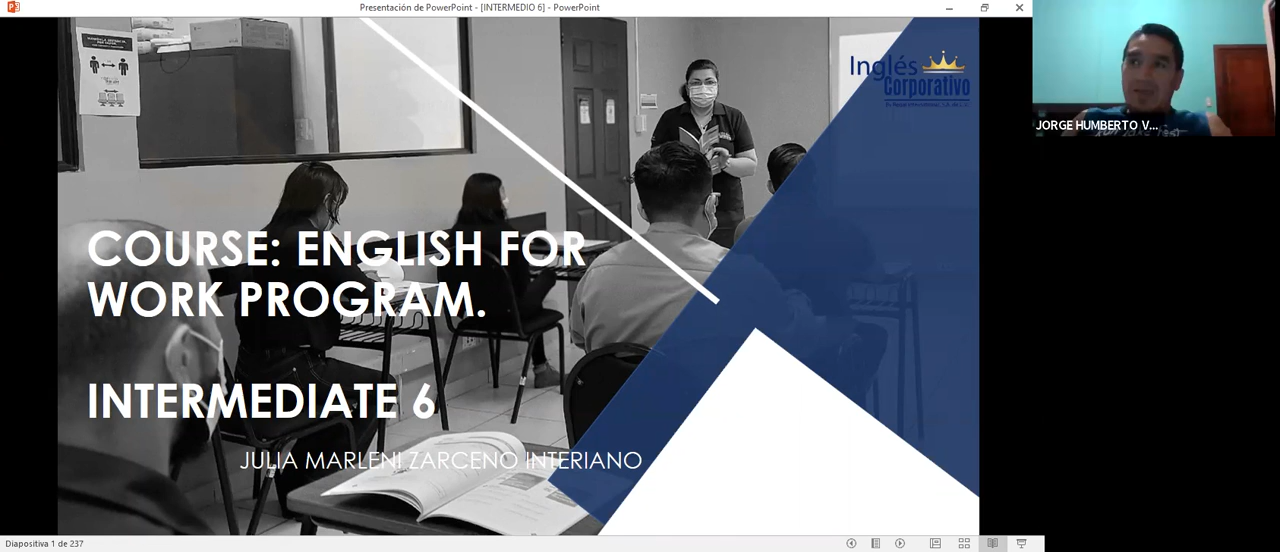 Presentación de PowerPoint - [INTERMEDIO 6] - PowerPoint
Inglés
Corporativo
JORGE HUMBERTO V...
COURSE: ENGLISH FOR
WORK PROGRAM.
INTERMEDIATE 6
JULIA MARLENI ZARCENO INTERIANO
Diapositiva 1 de 237